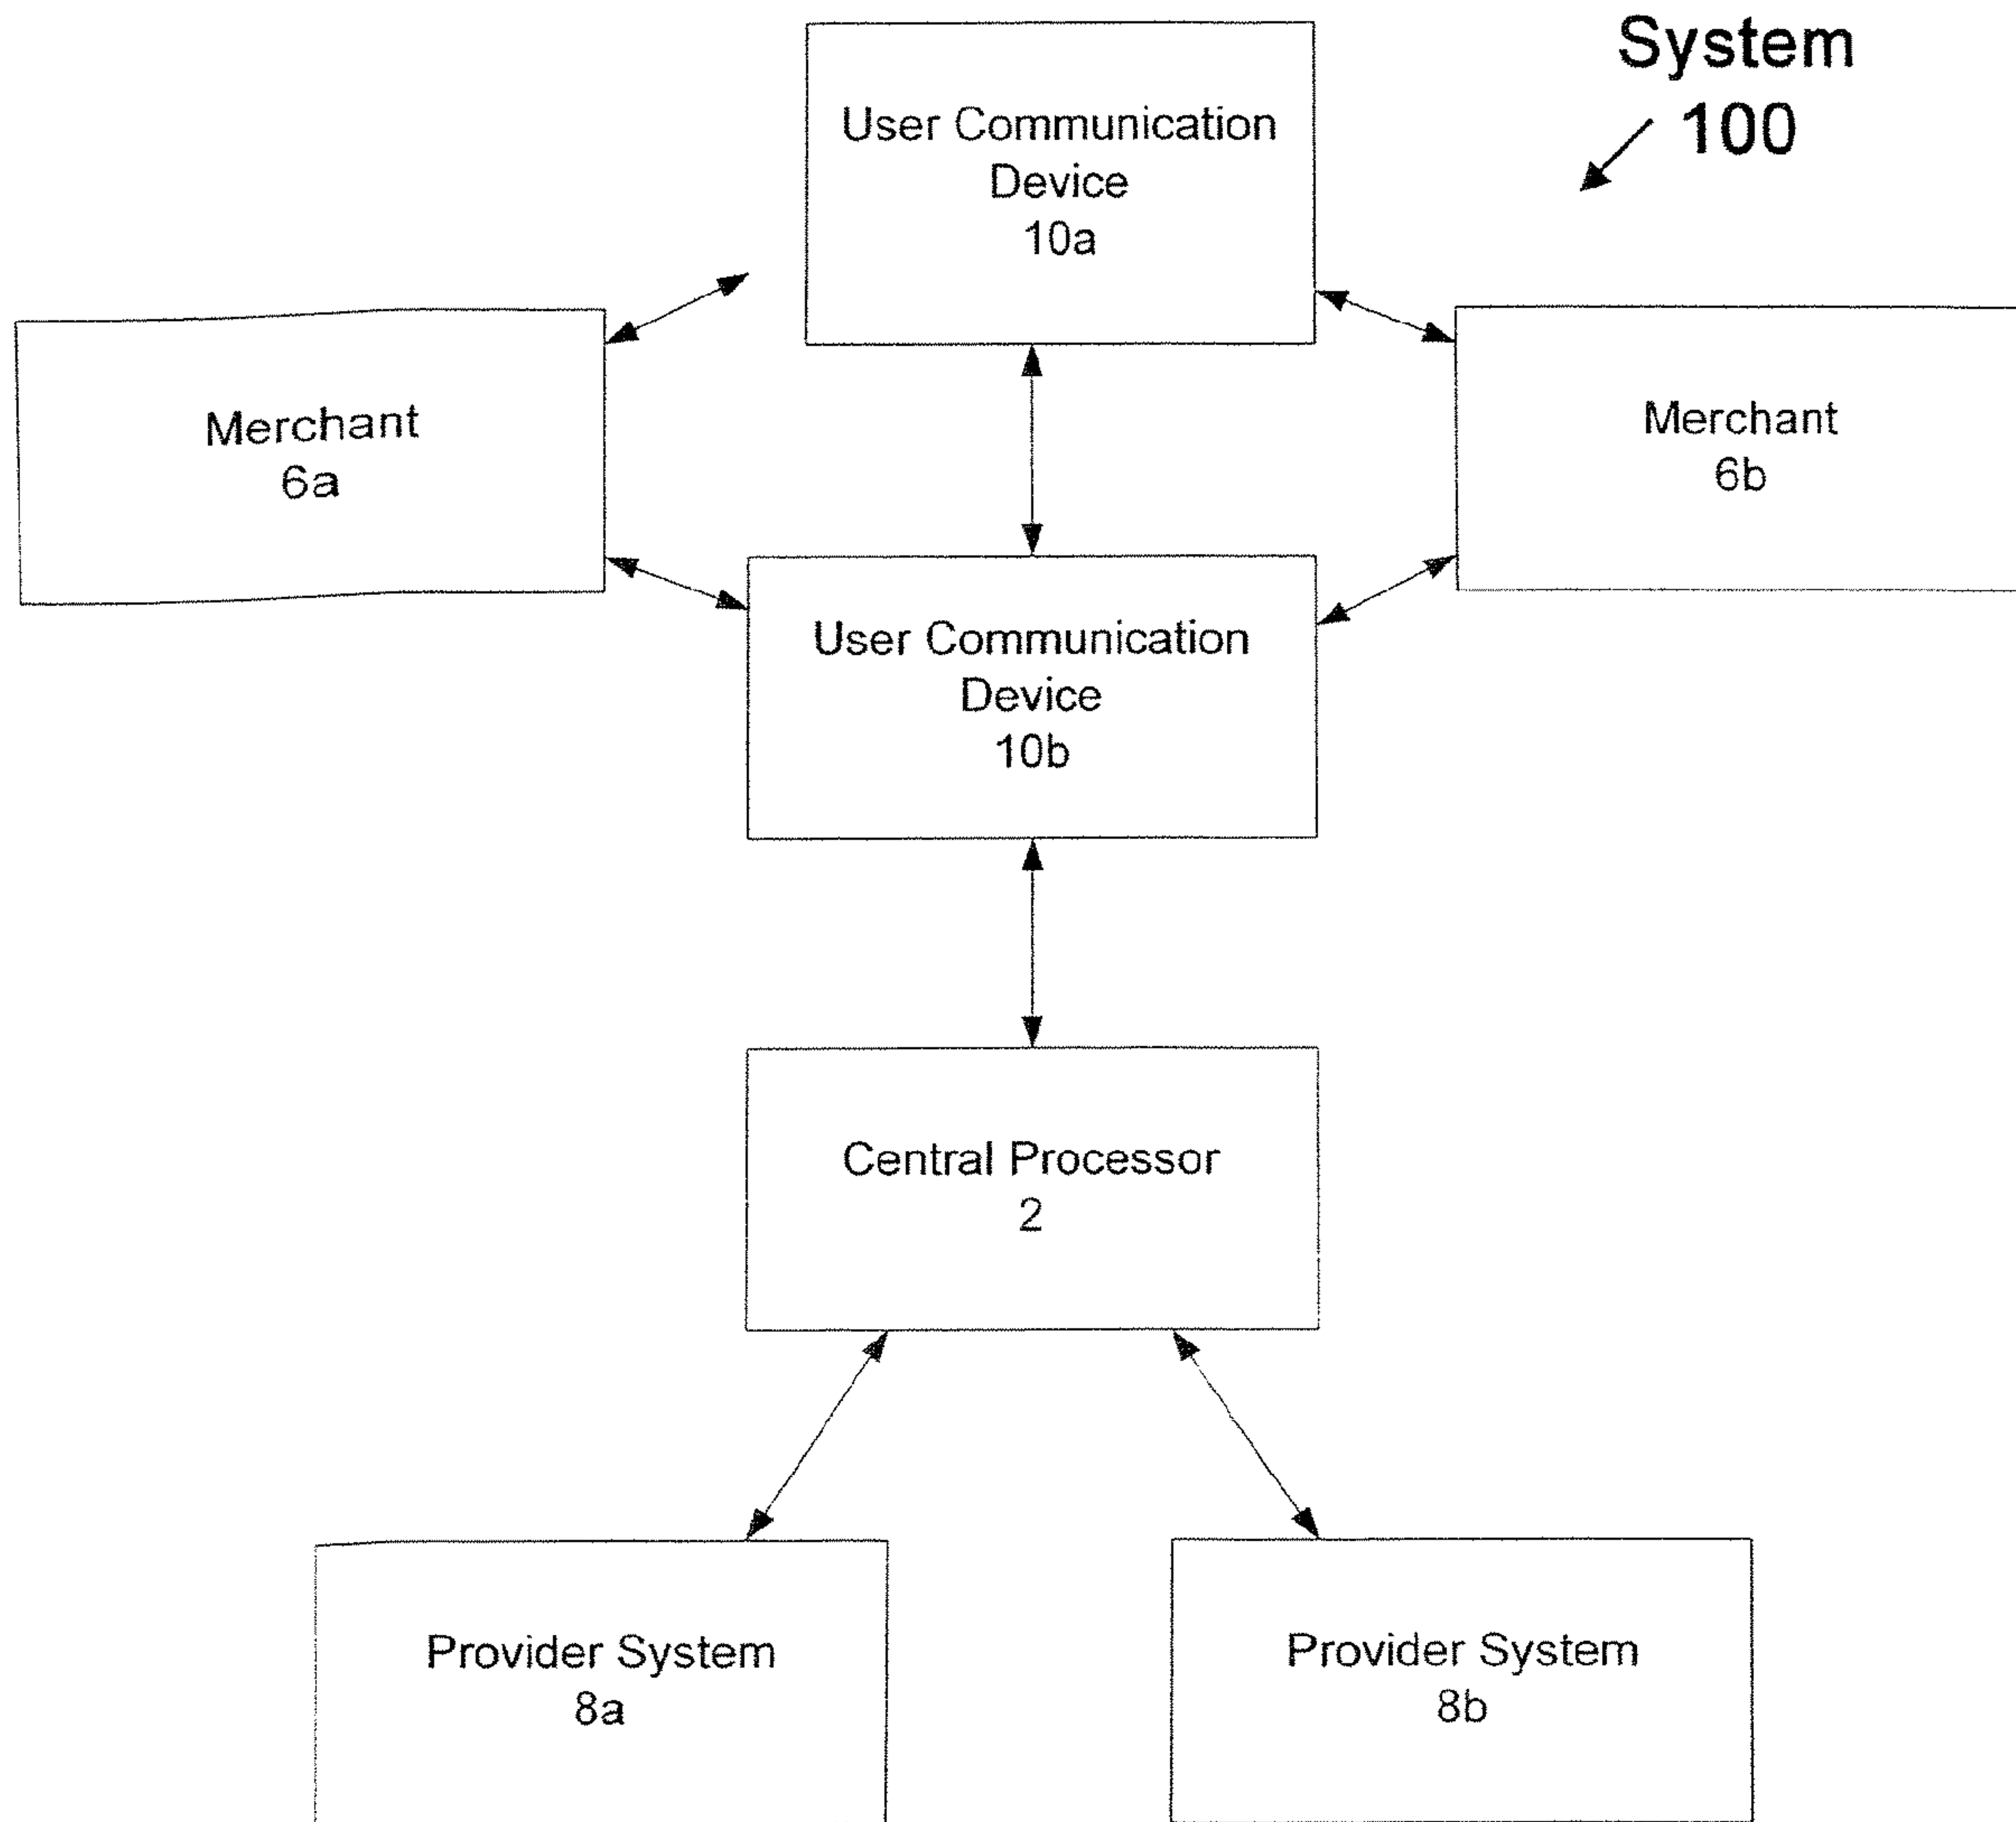 System
100
User Communication
Device
10a
Merchant
6a
Merchant
6b
User Communication
Device
10b
Central Processor
2
Provider System
8a
Provider System
8b